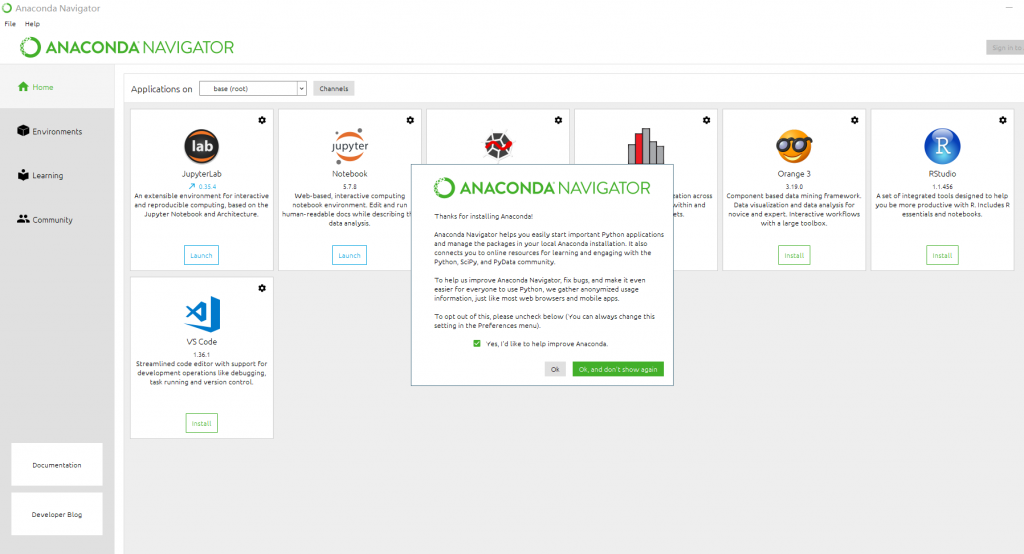 Anaconda Navigator
File Help
ANACONDA NAVIGATOR
Sign in to
Home
Environments
Learning
Community
Documentation
Developer Blog
Applications on base (root) Channels
lab
JupyterLab
0.35.4
An extensible environment for interactive
and reproducible computing, based on the
Jupyter Notebook and Architecture.
Launch
jupyter
Notebook
5.7.8
Web-based, interactive computing
notebook environment. Edit and run
human-readable docs while describing the
data analysis.
Launch
ation across
within and
ets.
Orange 3
3.19.0
Component based data mining framework.
Data visualization and data analysis for
novice and expert. Interactive workflows
with a large toolbox.
Install
R
RStudio
1.1.456
A set of integrated tools designed to help
you be more productive with R. Includes R
essentials and notebooks.
Install
VS Code
1.36.1
Streamlined code editor with support for
development operations like debugging,
task running and version control.
Install
ANACONDA NAVIGATOR
Thanks for installing Anaconda!
Anaconda Navigator helps you easily start important Python applications
and manage the packages in your local Anaconda installation. It also
connects you to online resources for learning and engaging with the
Python, SciPy, and PyData community.
To help us improve Anaconda Navigator, fix bugs, and make it even
easier for everyone to use Python, we gather anonymized usage
information, just like most web browsers and mobile apps.
To opt out of this, please uncheck below (You can always change this
setting in the Preferences menu).
Yes, I'd like to help improve Anaconda.
Ok
Ok, and don't show again